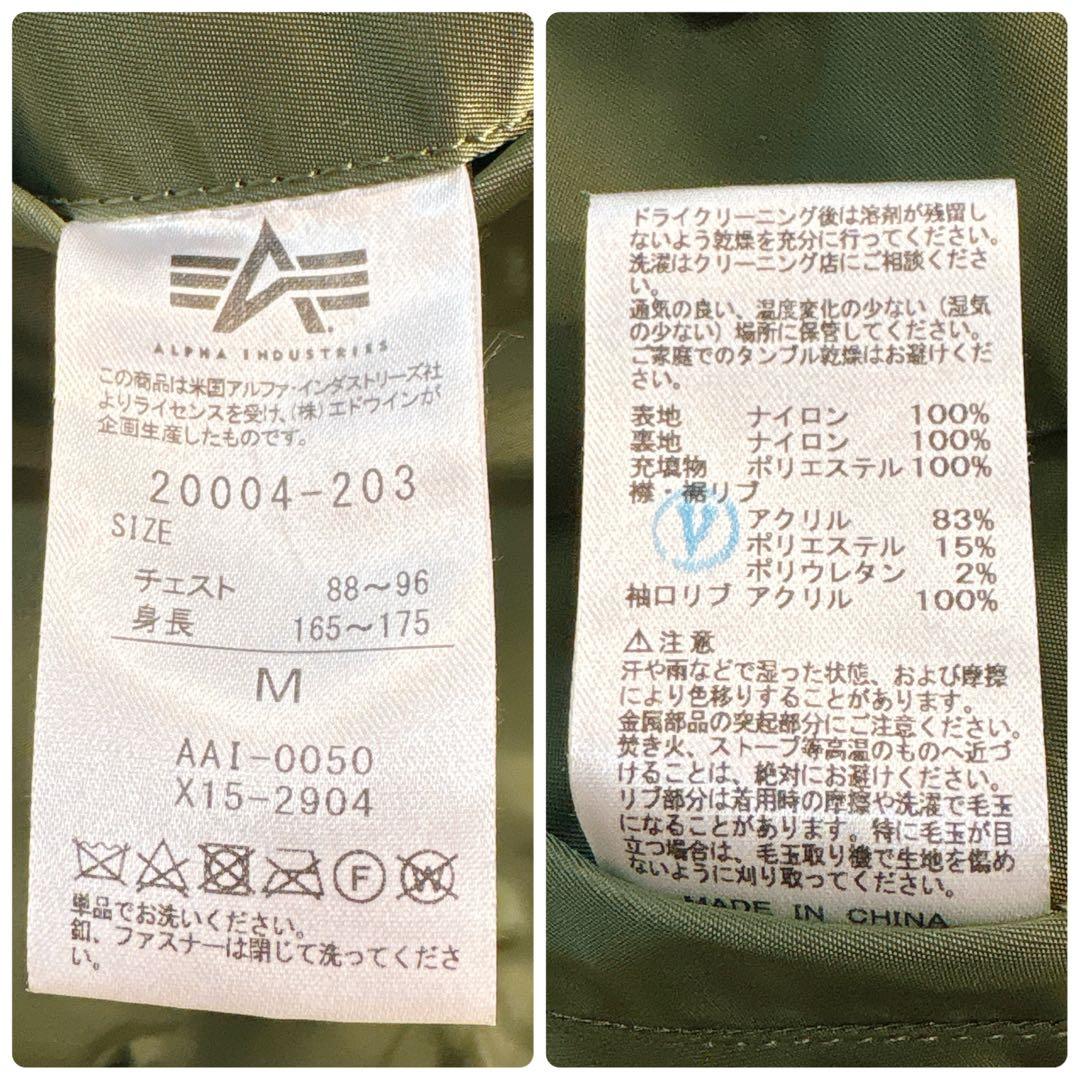 ALPHA INDUSTRIES
この商品は米国アルファ・インダストリーズ社
よりライセンスを受け、(株)エドウインが
企画生産したものです。
20004-203
SIZE
チェスト 88〜96
身長 165〜175
M
AAI-0050
X15-2904
F W
単品でお洗いください。
釦、ファスナーは閉じて洗ってくださ
い。
ドライクリーニング後は溶剤が残留し
ないよう乾燥を充分に行ってください。
洗濯はクリーニング店にご相談くださ
い。
通気の良い、温度変化の少ない(湿気
の少ない)場所に保管してください。
ご家庭でのタンブル乾燥はお避けくだ
さい。
表地 ナイロン 100%
裏地 ナイロン 100%
充填物 ポリエステル 100%
襟・裾リブ
アクリル 83%
ポリエステル 15%
ポリウレタン 2%
袖口リブ アクリル 100%
⚠注意
汗や雨などで湿った状態、および摩擦
により色移りすることがあります。
金属部品の突起部分にご注意ください。
焚き火、ストーブ等高温のものへ近づ
けることは、絶対にお避けください。
リブ部分は着用時の摩擦や洗濯で毛玉
になることがあります。特に毛玉が目
立つ場合は、毛玉取り機で生地を傷め
ないように刈り取ってください。
MADE IN CHINA